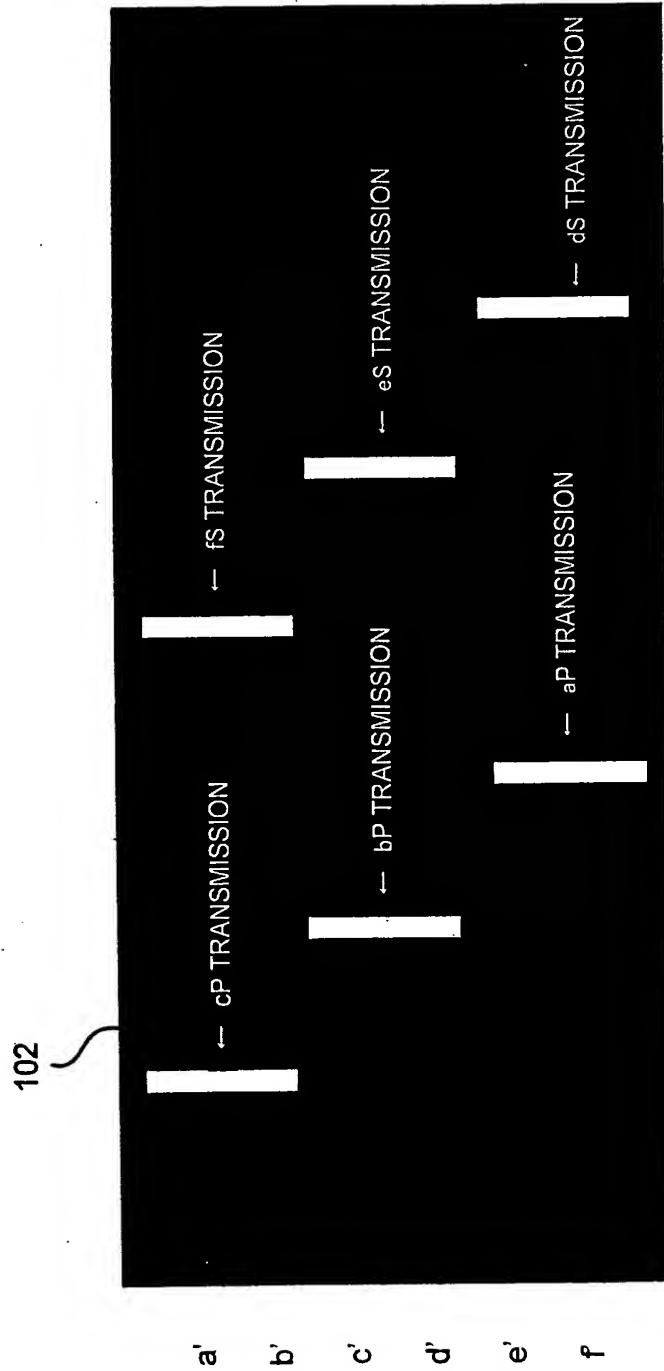 102
a'
← cP TRANSMISSION
← fS TRANSMISSION
b'
c'
← bP TRANSMISSION
← eS TRANSMISSION
d'
e'
← aP TRANSMISSION
← dS TRANSMISSION
f